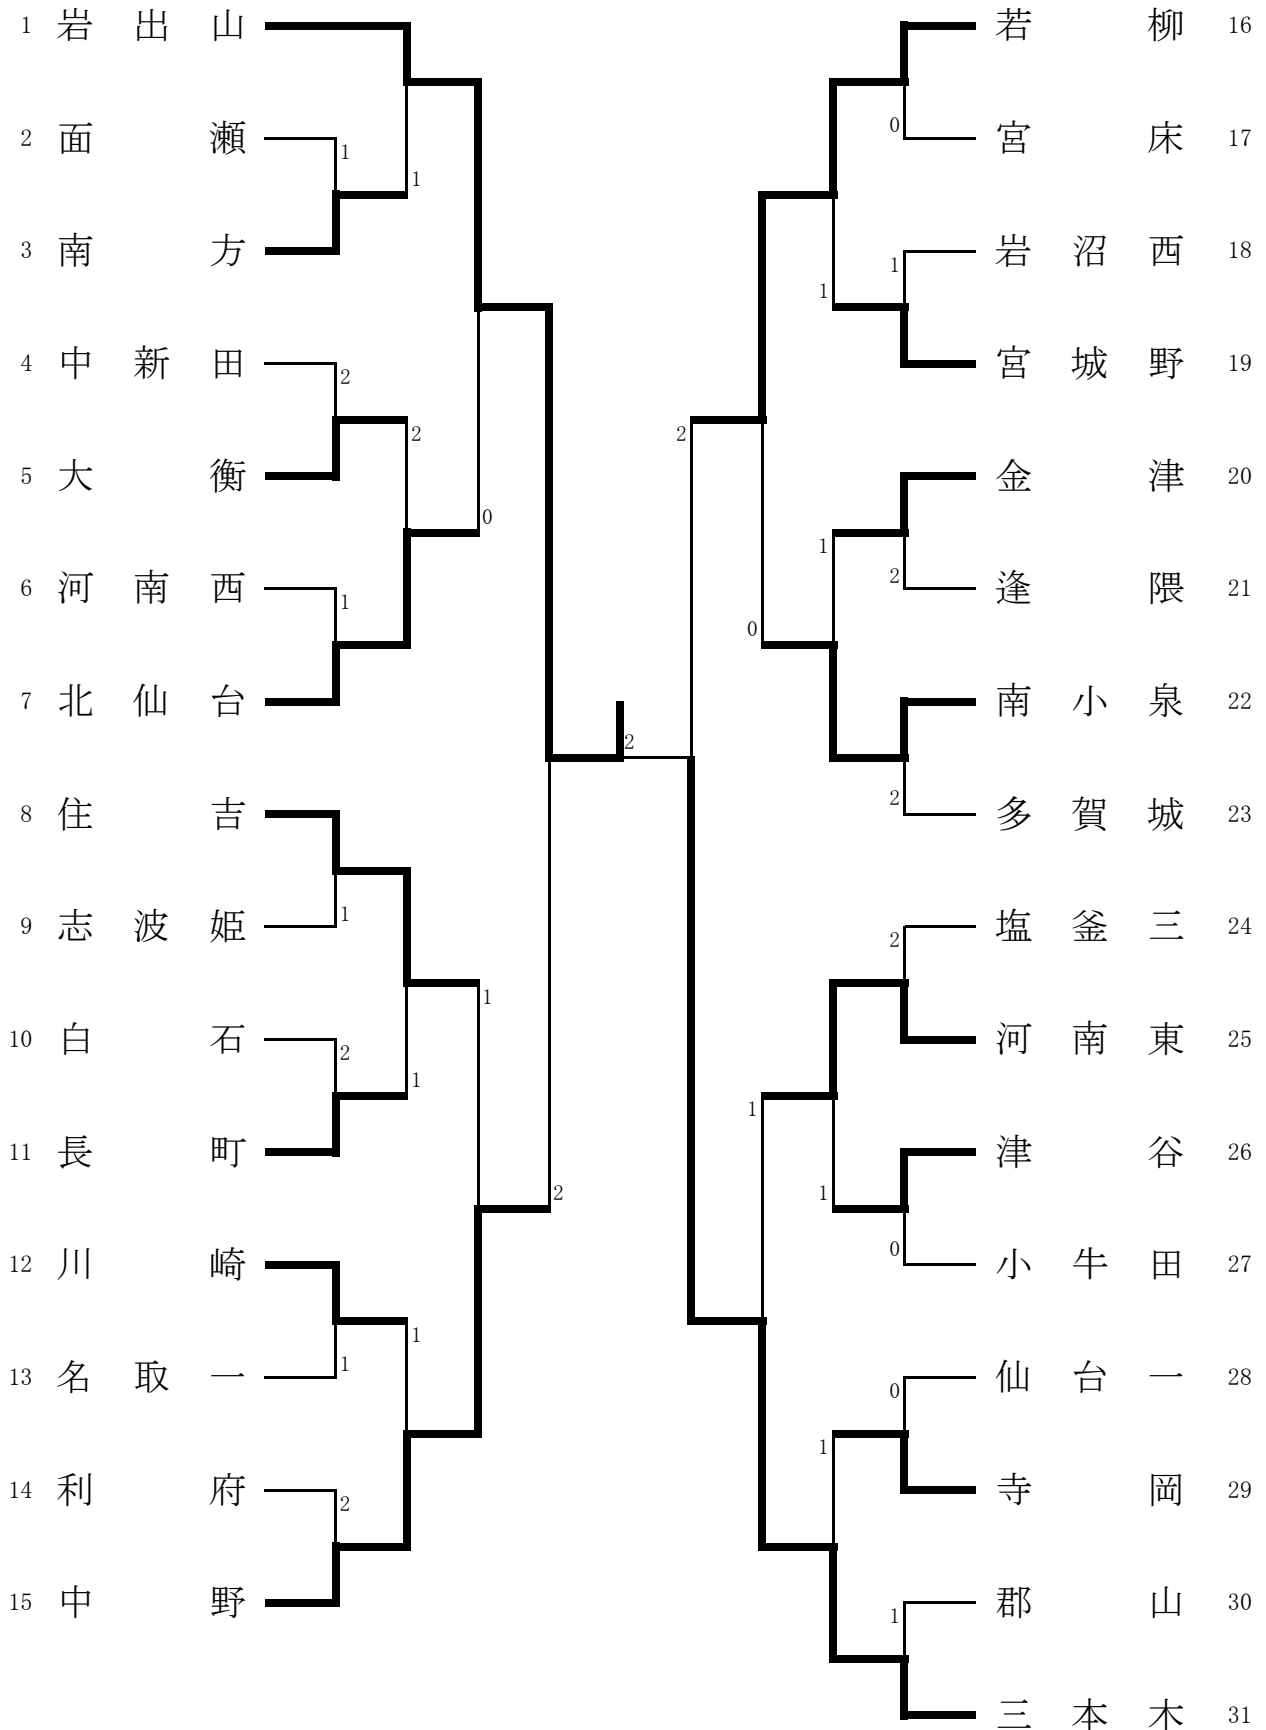 1 岩出山
2 面瀬
3 南方
4 中新田
5 大衡
6 河南西
7 北仙台
8 住吉
9 志波姫
10 白石
11 長町
12 川崎
13 名取一
14 利府
15 中野
1
1
2
2
0
1
1
1
2
1
2
1
1
2
2
2
0
1
1
1
2
0
2
2
1
1
0
0
1
1
若柳 16
宮床 17
岩沼西 18
宮城野 19
金津 20
逢隈 21
南小泉 22
多賀城 23
塩釜三 24
河南東 25
津谷 26
小牛田 27
仙台一 28
寺岡 29
郡山 30
三本木 31